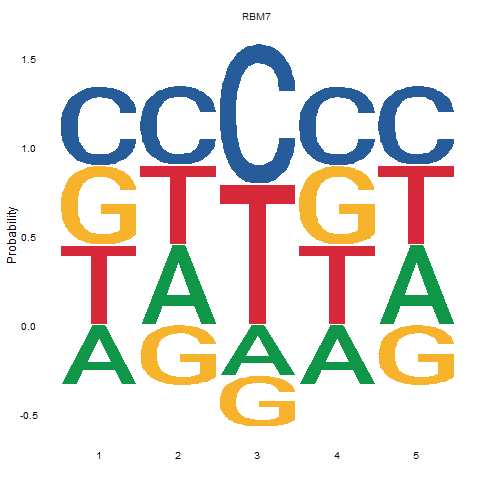 RBM7
1.5
1.0
0.5
0.0
-0.5
Probability
C C C C C
G T T G T
T A A T A
A G G A G
1 2 3 4 5